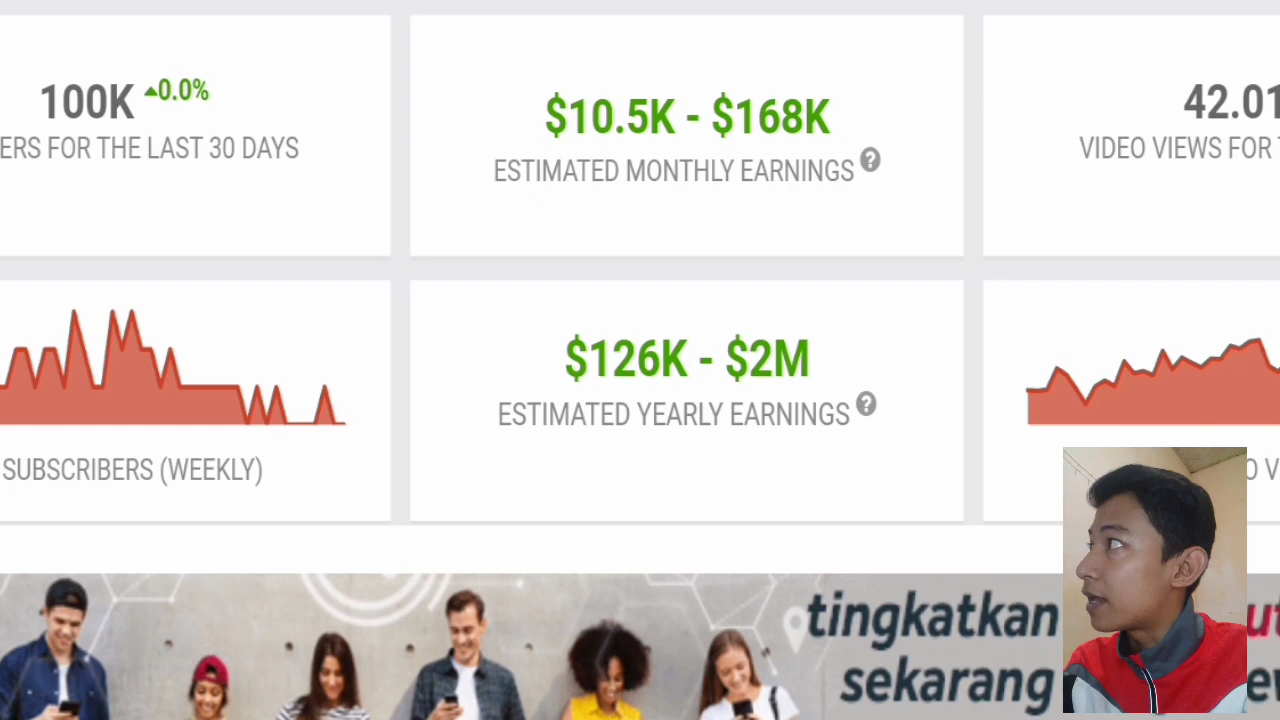 100K 0.0%
ERS FOR THE LAST 30 DAYS
$10.5K - $168K
ESTIMATED MONTHLY EARNINGS ?
42.01
VIDEO VIEWS FOR
SUBSCRIBERS (WEEKLY)
$126K - $2M
ESTIMATED YEARLY EARNINGS ?
O V
tingkatkan
sekarang